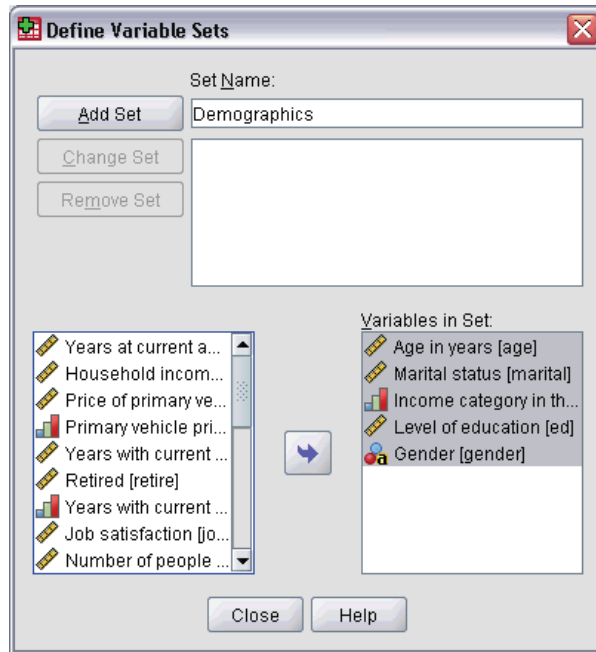 Define Variable Sets
Set Name:
Add Set
Demographics
Change Set
Remove Set
Years at current a...
Household incom...
Price of primary ve...
Primary vehicle pri...
Years with current ...
Retired [retire]
Years with current ...
Job satisfaction [jo...
Number of people ...
Variables in Set:
Age in years [age]
Marital status [marital]
Income category in th...
Level of education [ed]
a Gender [gender]
Close
Help